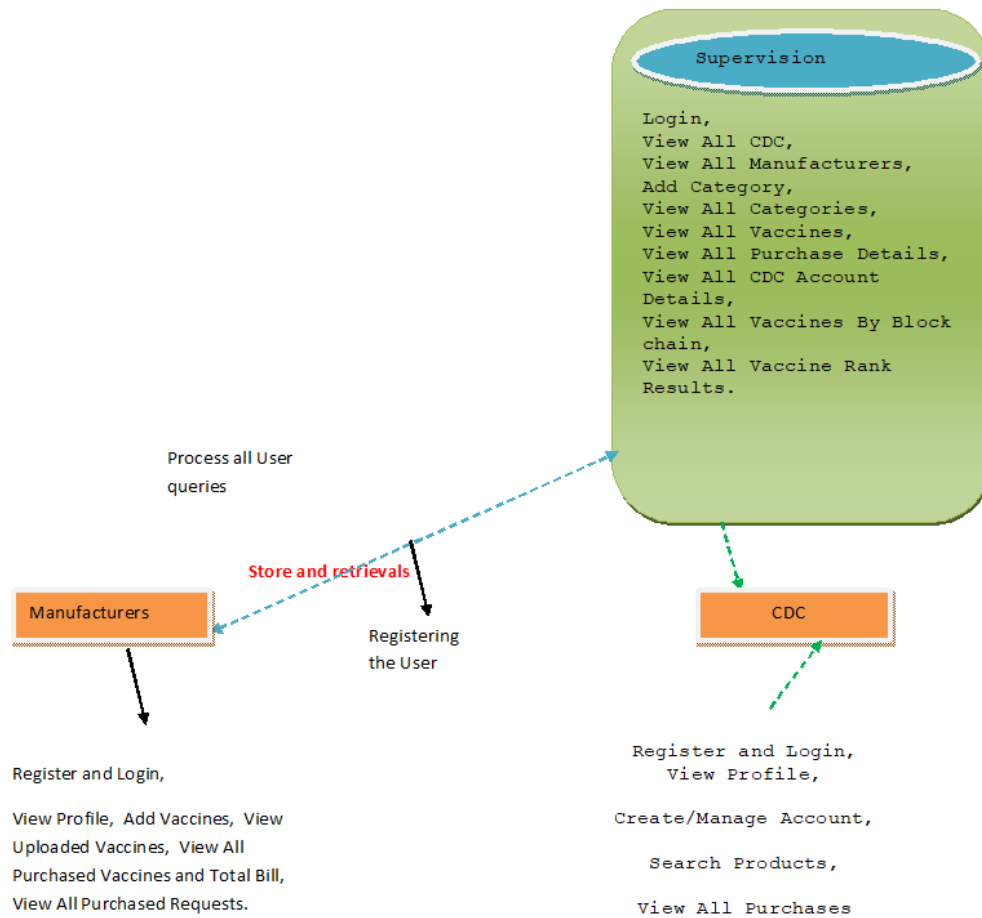 Supervision
Login,
View All CDC,
View All Manufacturers,
Add Category,
View All Categories,
View All Vaccines,
View All Purchase Details,
View All CDC Account
Details,
View All Vaccines By Block
chain,
View All Vaccine Rank
Results.
Process all User
queries
Store and retrievals
Registering
the User
Manufacturers
CDC
Register and Login,
View Profile, Add Vaccines, View
Uploaded Vaccines, View All
Purchased Vaccines and Total Bill,
View All Purchased Requests.
Register and Login,
View Profile,
Create/Manage Account,
Search Products,
View All Purchases